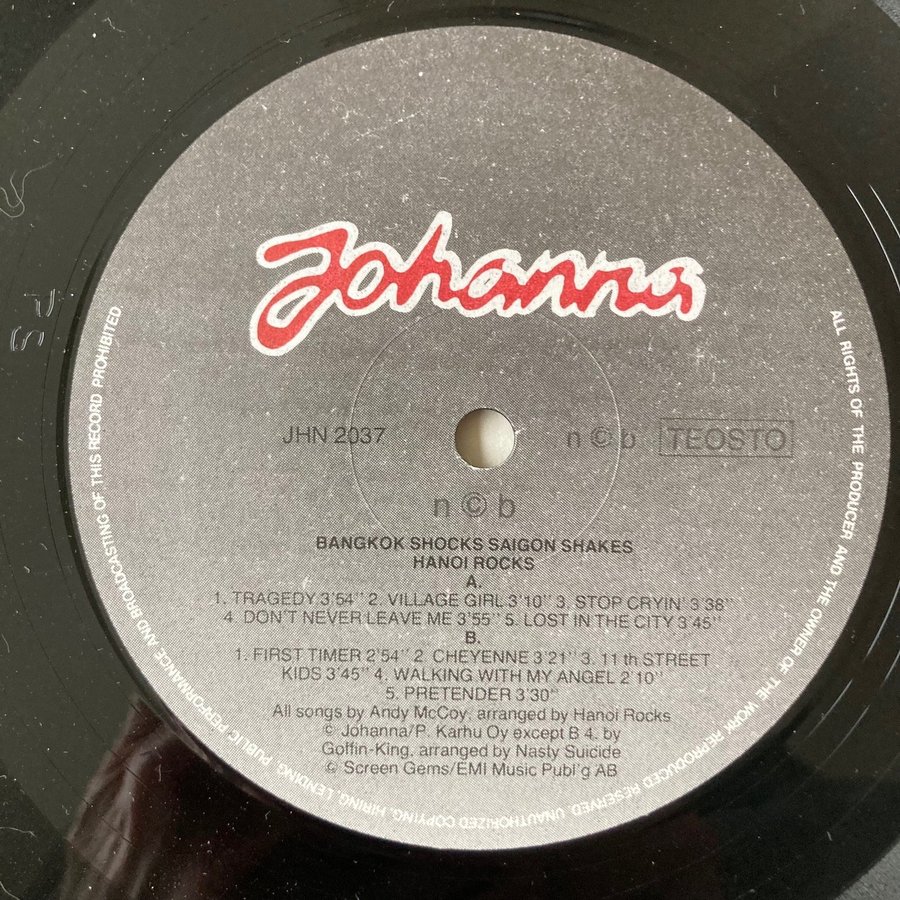 Johanna
JHN 2037
n © b TEOSTO
n © b
BANGKOK SHOCKS SAIGON SHAKES
HANOI ROCKS
A.
1. TRAGEDY 3'54" 2. VILLAGE GIRL 3'10" 3. STOP CRYIN' 3'38"
4. DON'T NEVER LEAVE ME 3'55" 5. LOST IN THE CITY 3'45"
B.
1. FIRST TIMER 2'54" 2. CHEYENNE 3'21" 3. 11th STREET
KIDS 3'45" 4. WALKING WITH MY ANGEL 2'10"
5. PRETENDER 3'30"
All songs by Andy McCoy, arranged by Hanoi Rocks
© Johanna/P. Karhu Oy except B 4. by
Goffin-King, arranged by Nasty Suicide
© Screen Gems/EMI Music Publ'g AB
ALL RIGHTS OF THE PRODUCER AND THE OWNER OF THE WORK REPRODUCED RESERVED. UNAUTHORIZED COPYING, HIRING, LENDING, PUBLIC PERFORMANCE AND BROADCASTING OF THIS RECORD PROHIBITED